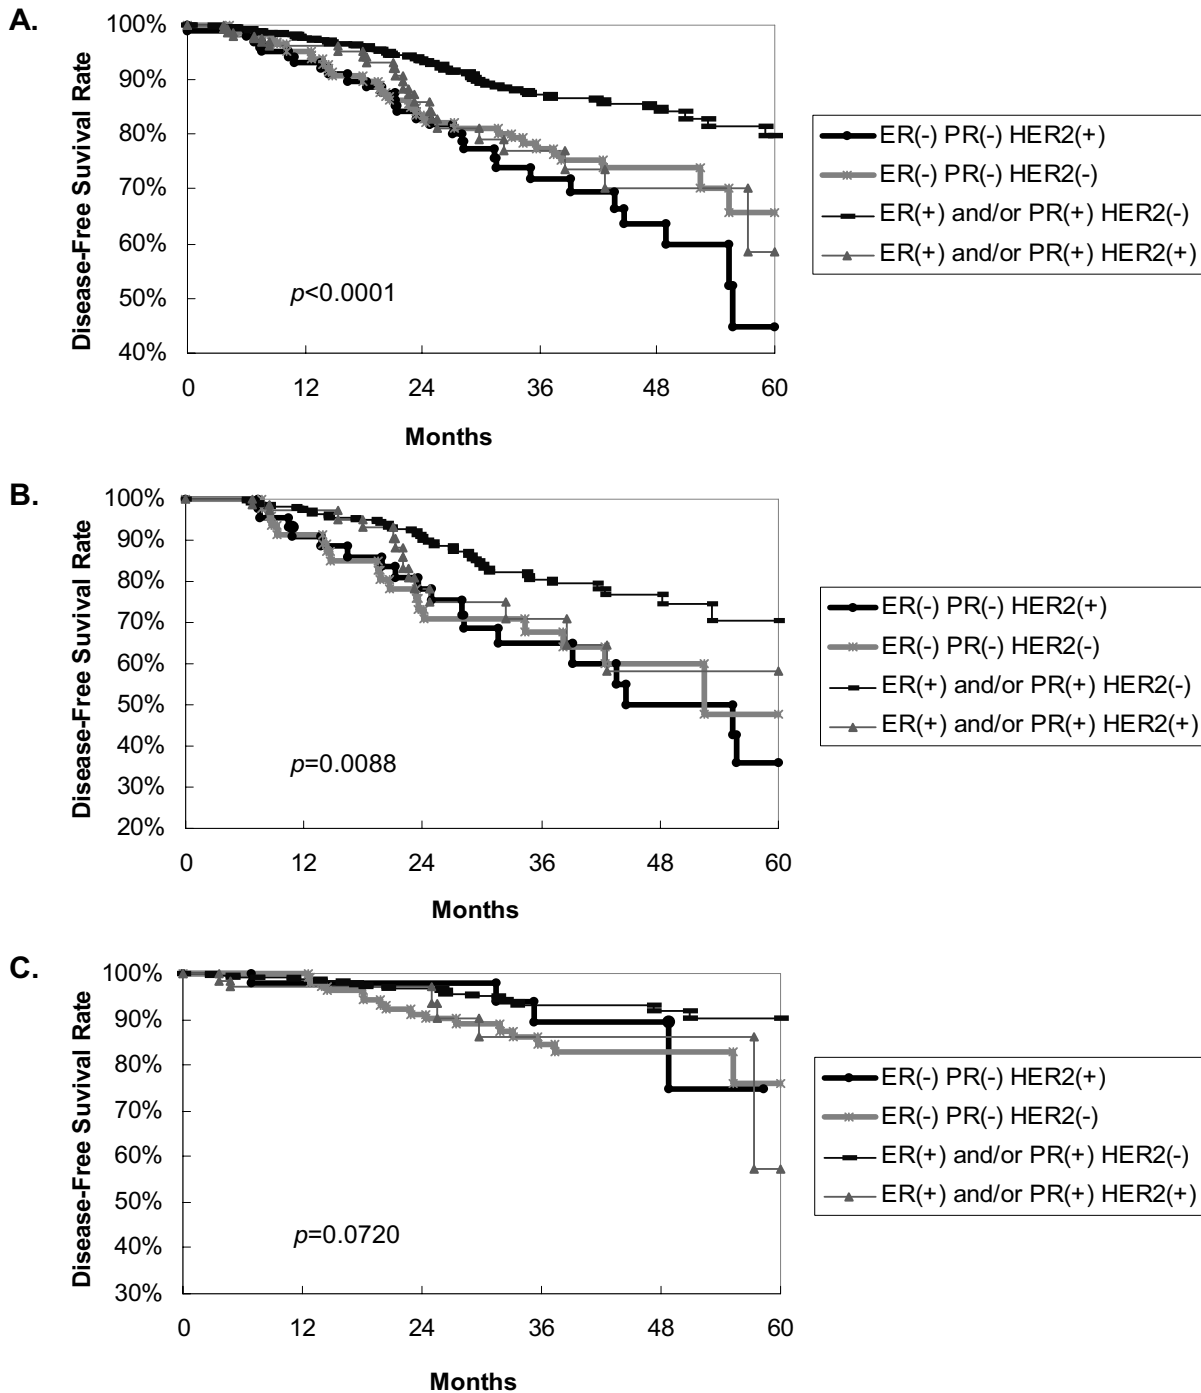 A.
Disease-Free Suvival Rate
100%
90%
80%
70%
60%
50%
40%
p<0.0001
0 12 24 36 48 60
Months
ER(-) PR(-) HER2(+)
ER(-) PR(-) HER2(-)
ER(+) and/or PR(+) HER2(-)
ER(+) and/or PR(+) HER2(+)
B.
Disease-Free Suvival Rate
100%
90%
80%
70%
60%
50%
40%
30%
20%
p=0.0088
0 12 24 36 48 60
Months
ER(-) PR(-) HER2(+)
ER(-) PR(-) HER2(-)
ER(+) and/or PR(+) HER2(-)
ER(+) and/or PR(+) HER2(+)
C.
Disease-Free Suvival Rate
100%
90%
80%
70%
60%
50%
40%
30%
p=0.0720
0 12 24 36 48 60
Months
ER(-) PR(-) HER2(+)
ER(-) PR(-) HER2(-)
ER(+) and/or PR(+) HER2(-)
ER(+) and/or PR(+) HER2(+)